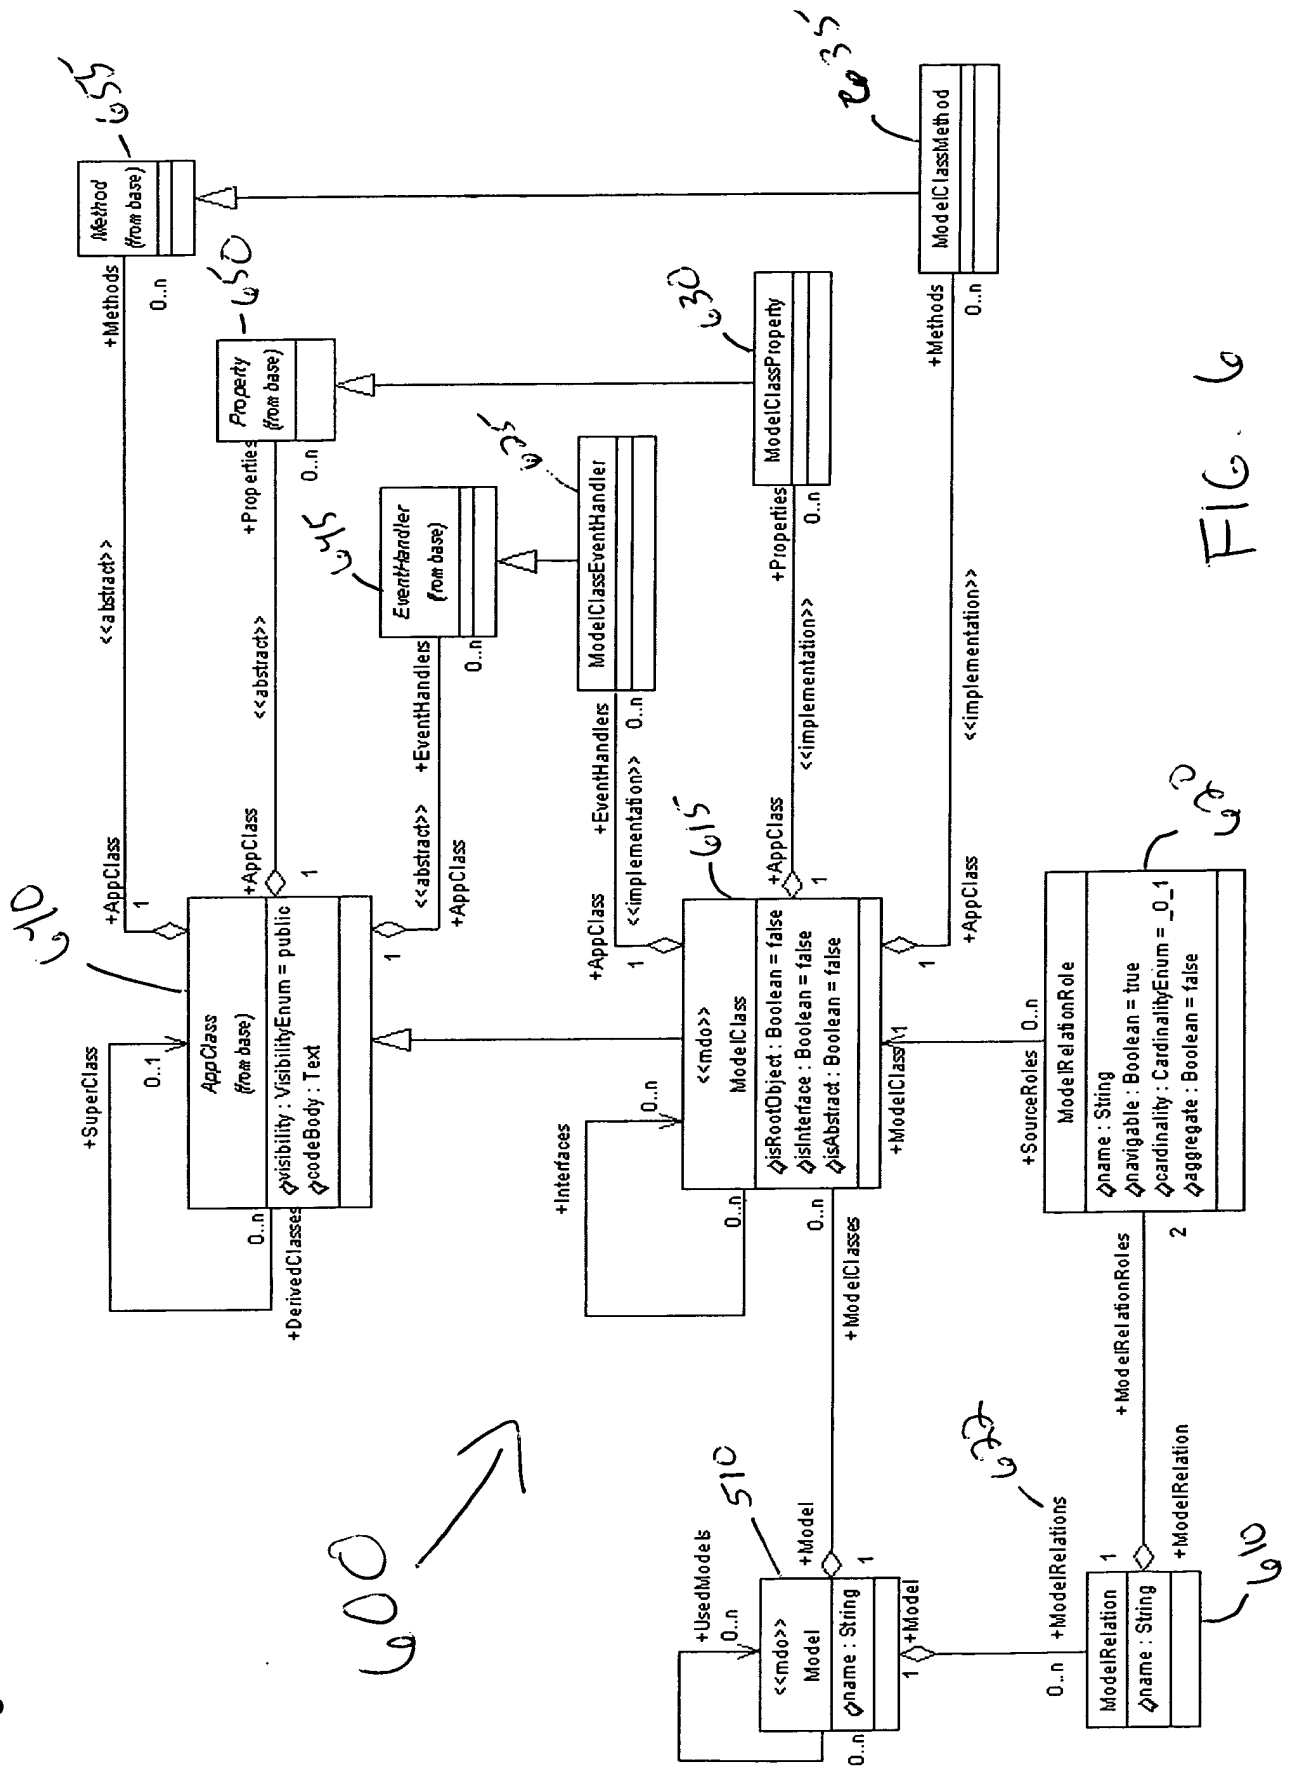 655
Method
(from base)
+Methods
0..n
<<abstract>>
+AppClass
1
650
Property
(from base)
+Properties
0..n
<<abstract>>
+AppClass
1
645
EventHandler
(from base)
+EventHandlers
0..n
<<abstract>>
+AppClass
1
640
AppClass
(from base)
visibility : VisibilityEnum = public
codeBody : Text
+SuperClass
0..1
0..n
+DerivedClasses
625
ModelClassEventHandler
+EventHandlers
0..n
<<implementation>>
+AppClass
1
630
ModelClassProperty
+Properties
0..n
<<implementation>>
+AppClass
1
635
ModelClassMethod
+Methods
0..n
<<implementation>>
+AppClass
1
615
<<mdo>>
ModelClass
isRootObject : Boolean = false
isInterface : Boolean = false
isAbstract : Boolean = false
+Interfaces
0..n
0..n
0..n
+ModelClasses
+ModelClass
1
+SourceRoles
0..n
620
ModelRelationRole
name : String
navigable : Boolean = true
cardinality : CardinalityEnum = _0_1
aggregate : Boolean = false
2
+ModelRelationRoles
+ModelRelation
1
510
<<mdo>>
Model
name : String
+UsedModels
0..n
0..n
+Model
1
+Model
1
0..n
+ModelRelations
622
ModelRelation
name : String
610
600
FIG. 6